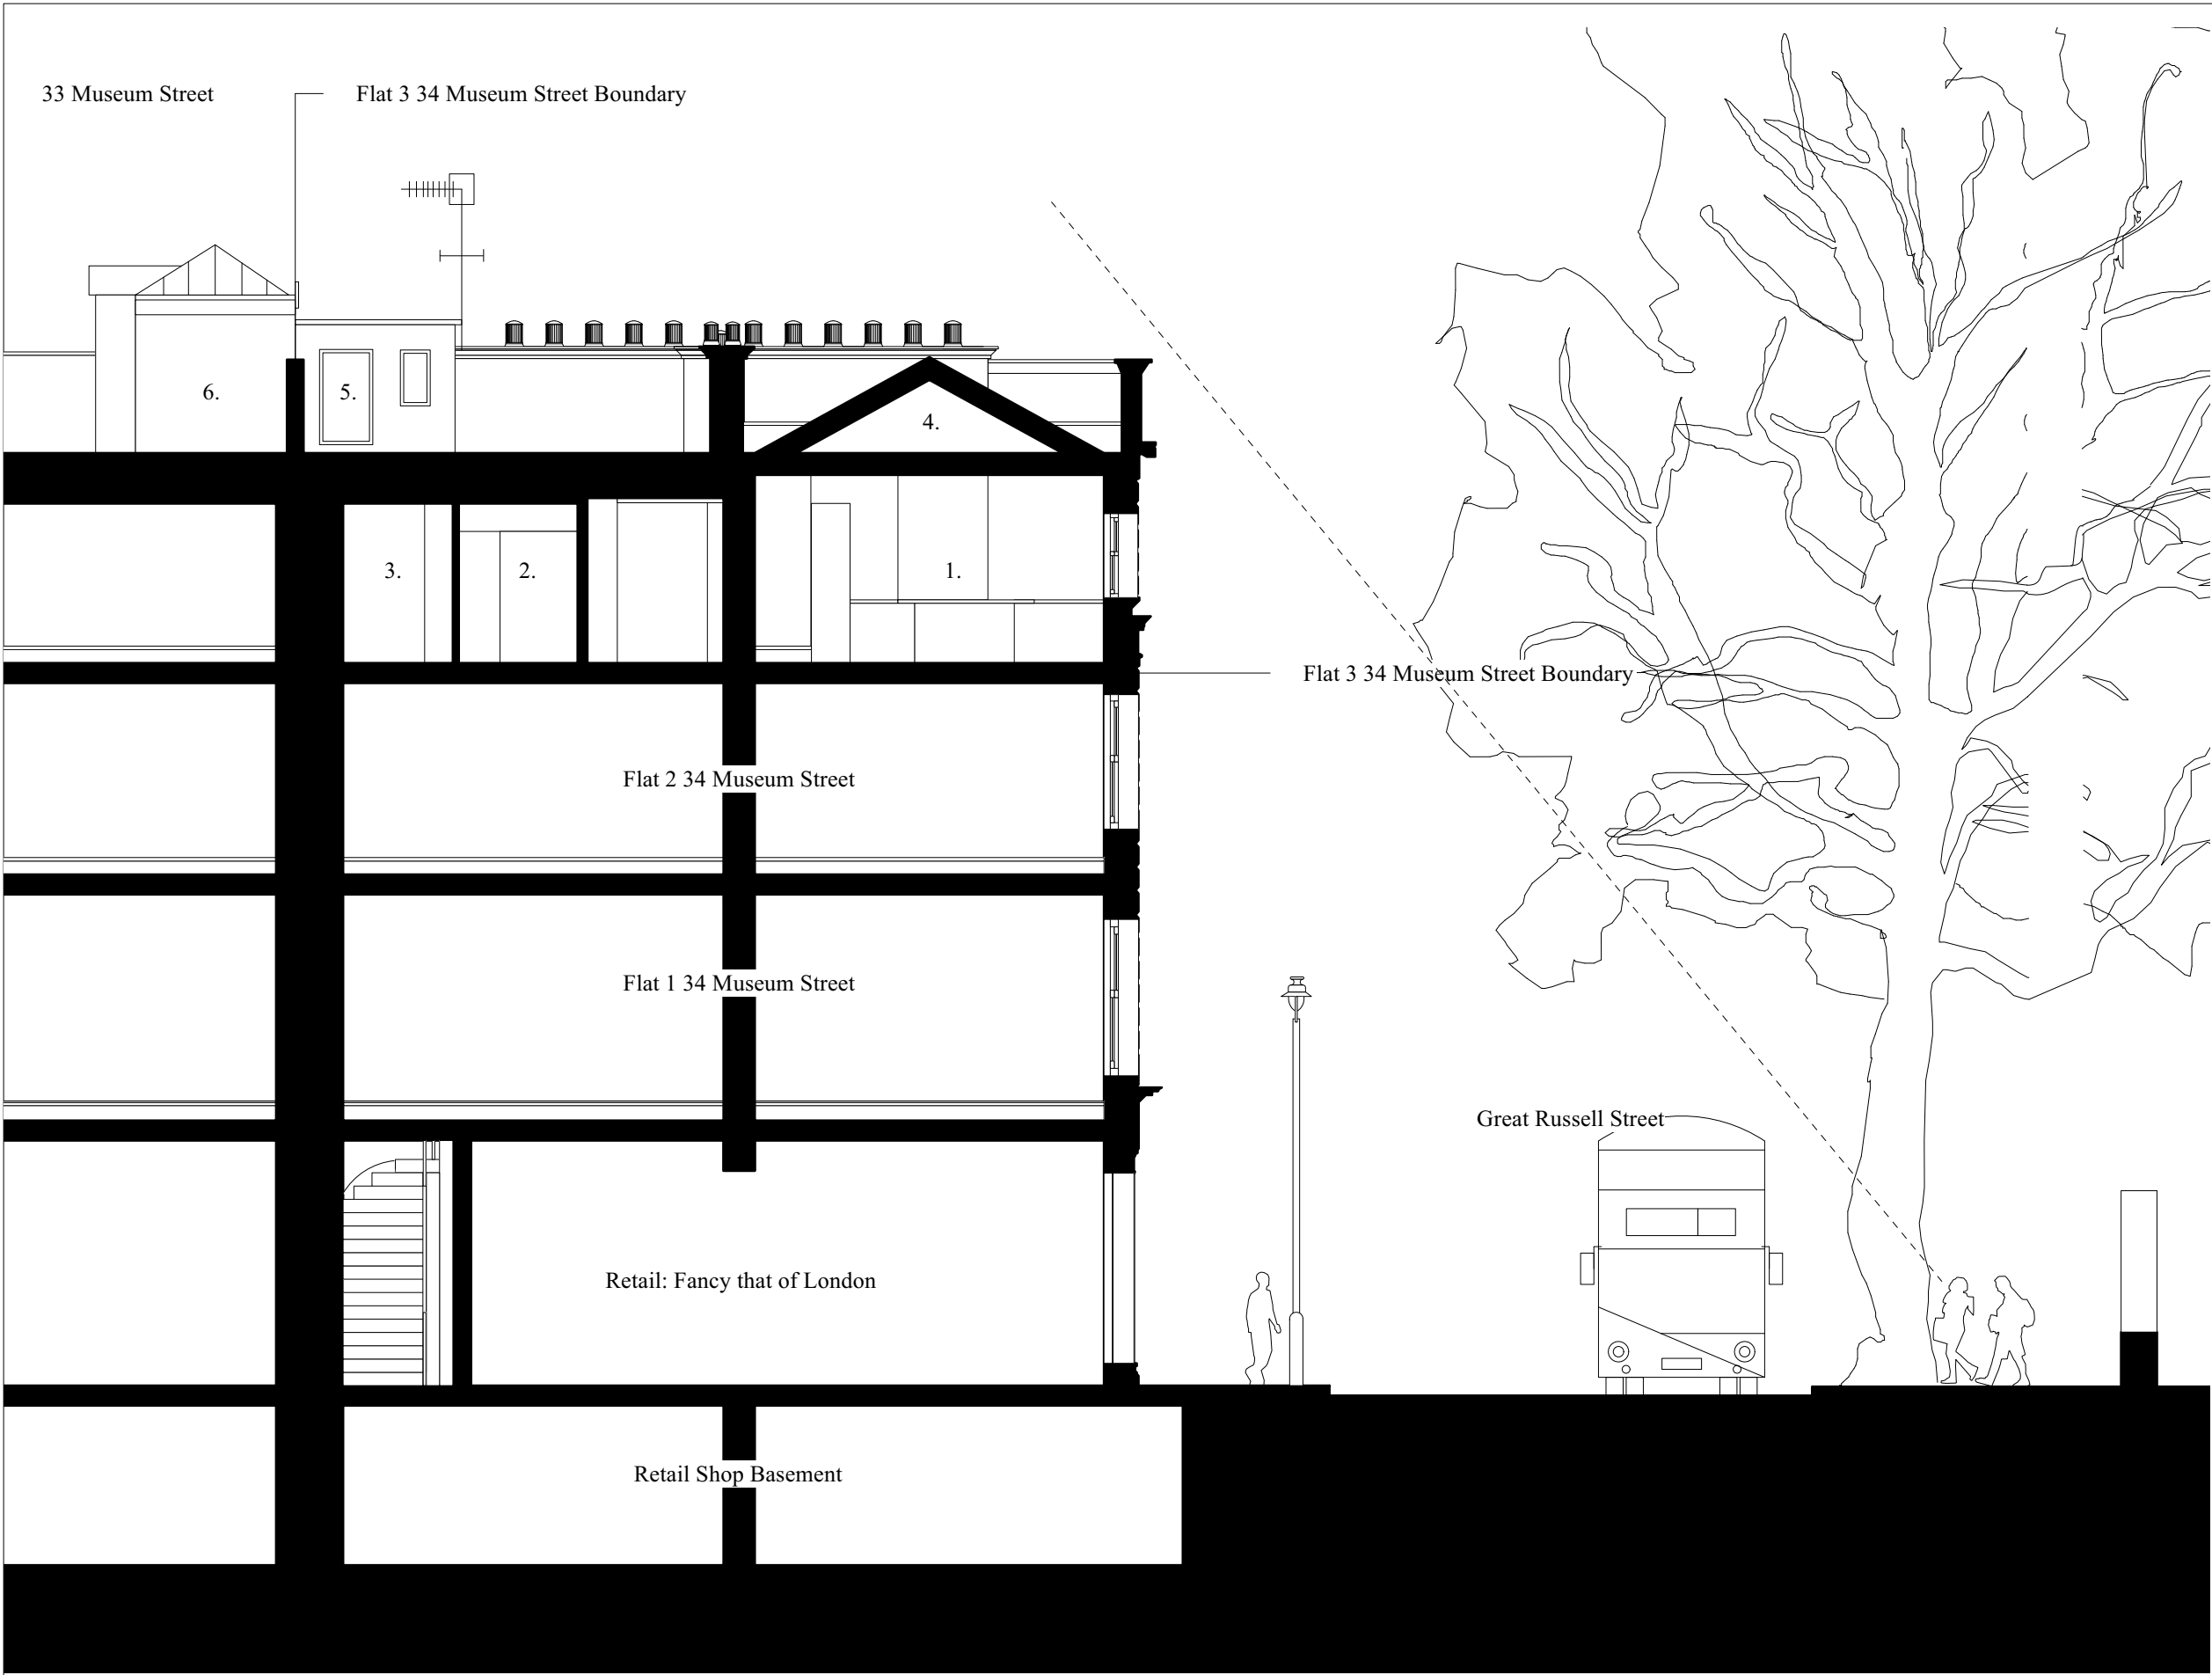 33 Museum Street
Flat 3 34 Museum Street Boundary
6.
5.
4.
3.
2.
1.
Flat 3 34 Museum Street Boundary
Flat 2 34 Museum Street
Flat 1 34 Museum Street
Great Russell Street
Retail: Fancy that of London
Retail Shop Basement